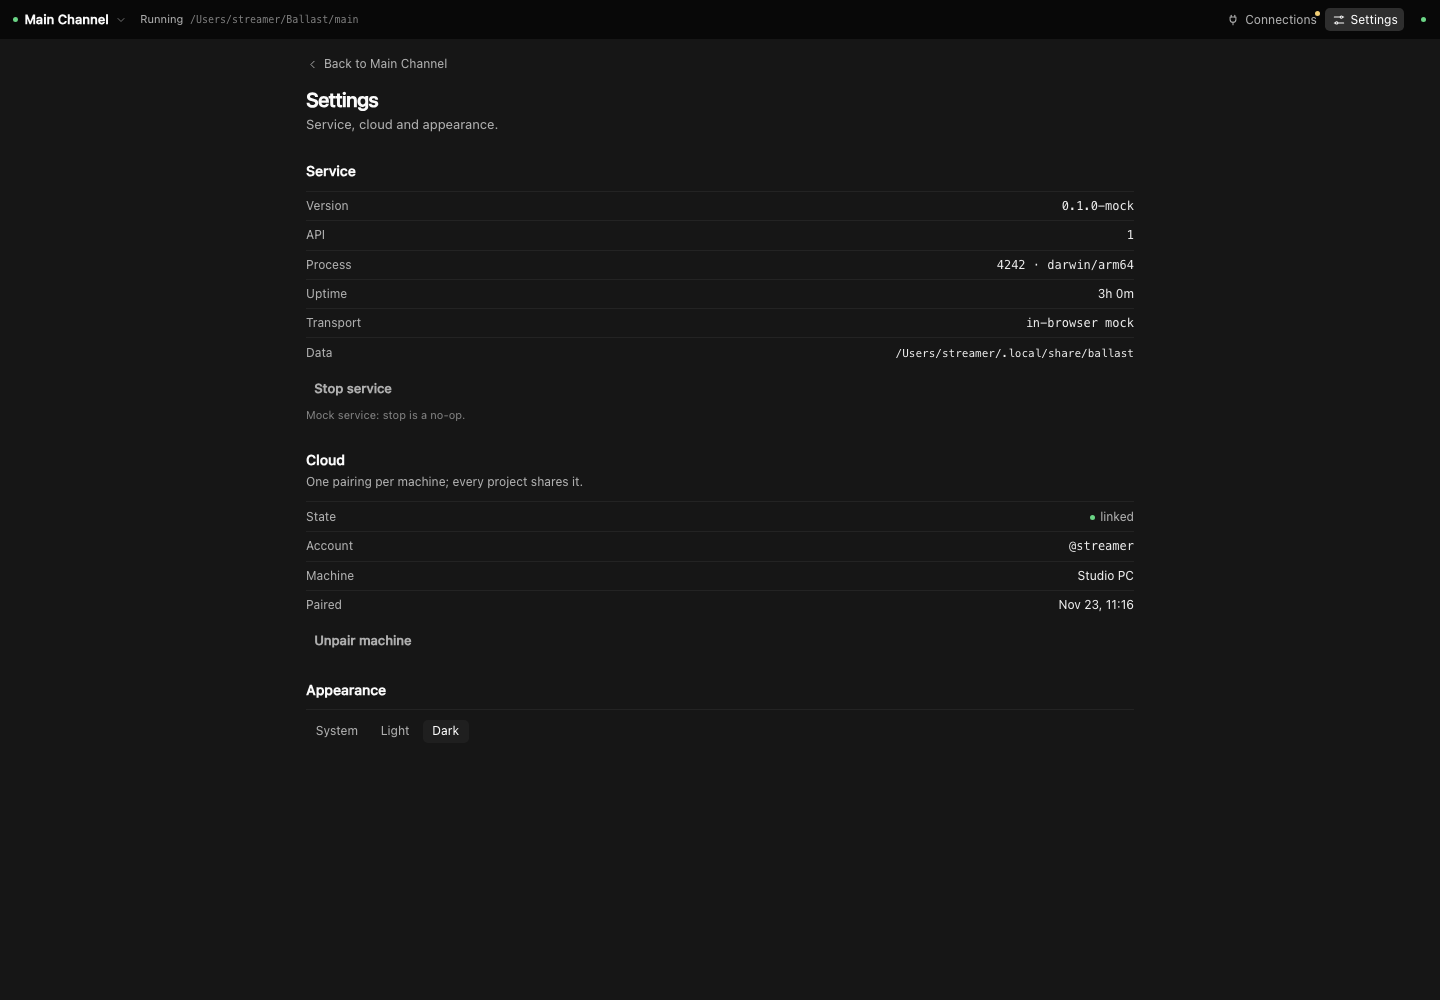 Main Channel
Running /Users/streamer/Ballast/main
Connections
Settings
Back to Main Channel
Settings
Service, cloud and appearance.
Service
Version 0.1.0-mock
API 1
Process 4242 · darwin/arm64
Uptime 3h 0m
Transport in-browser mock
Data /Users/streamer/.local/share/ballast
Stop service
Mock service: stop is a no-op.
Cloud
One pairing per machine; every project shares it.
State linked
Account @streamer
Machine Studio PC
Paired Nov 23, 11:16
Unpair machine
Appearance
System Light Dark